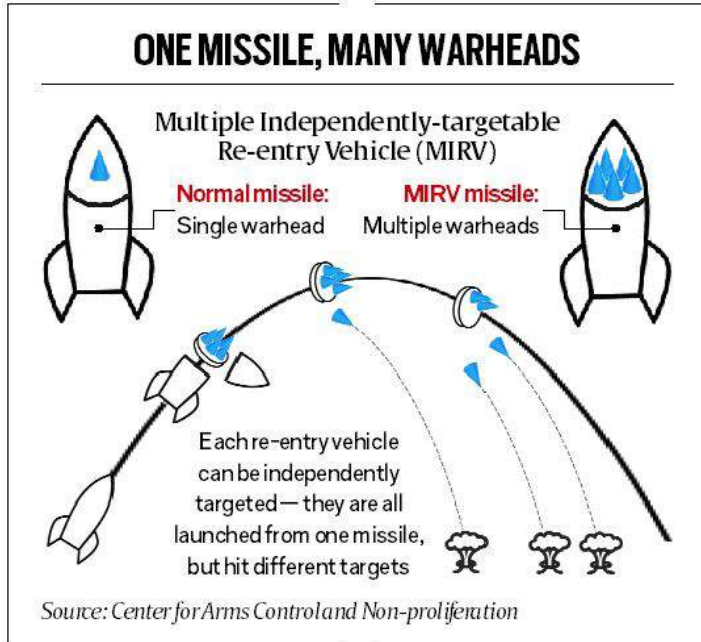 ONE MISSILE, MANY WARHEADS
Multiple Independently-targetable
Re-entry Vehicle (MIRV)
Normal missile:
Single warhead
MIRV missile:
Multiple warheads
Each re-entry vehicle
can be independently
targeted — they are all
launched from one missile,
but hit different targets
Source: Center for Arms Control and Non-proliferation